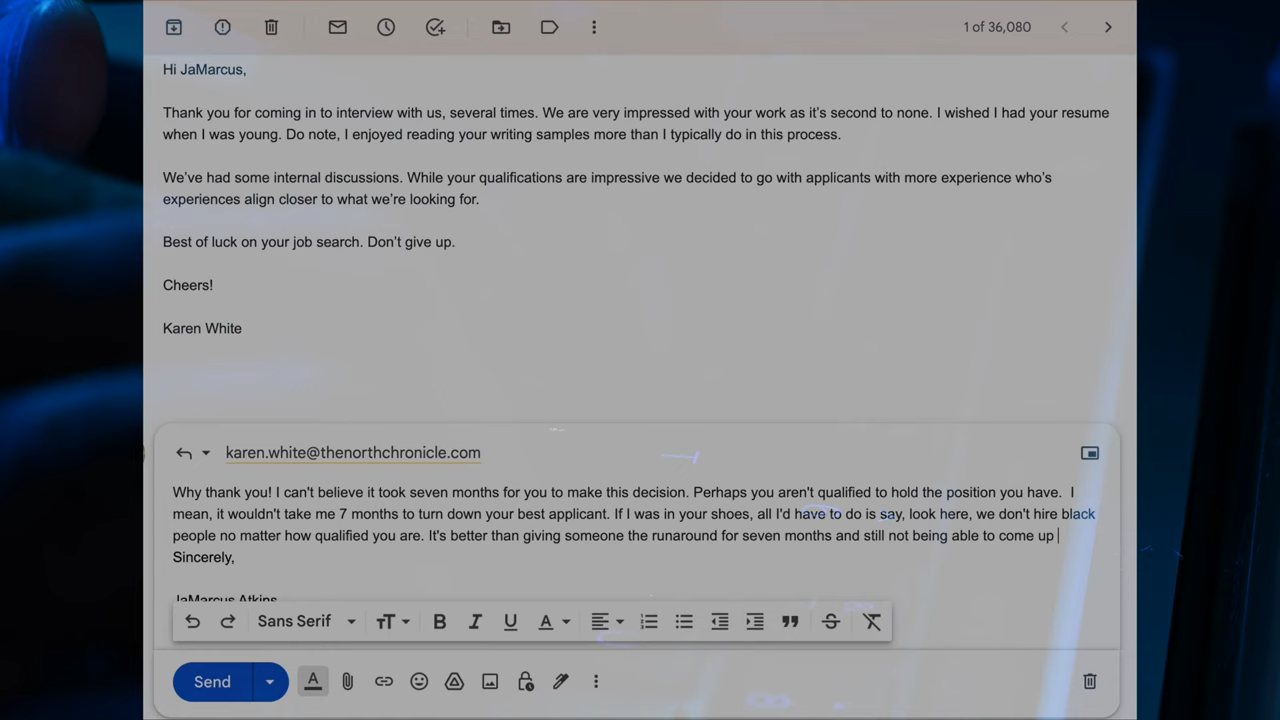 1 of 36,080
Hi JaMarcus,
Thank you for coming in to interview with us, several times. We are very impressed with your work as it's second to none. I wished I had your resume
when I was young. Do note, I enjoyed reading your writing samples more than I typically do in this process.
We've had some internal discussions. While your qualifications are impressive we decided to go with applicants with more experience who's
experiences align closer to what we're looking for.
Best of luck on your job search. Don't give up.
Cheers!
Karen White
karen.white@thenorthchronicle.com
Why thank you! I can't believe it took seven months for you to make this decision. Perhaps you aren't qualified to hold the position you have.  I
mean, it wouldn't take me 7 months to turn down your best applicant. If I was in your shoes, all I'd have to do is say, look here, we don't hire black
people no matter how qualified you are. It's better than giving someone the runaround for seven months and still not being able to come up
Sincerely,
JaMarcus Atkins
Sans Serif
Send